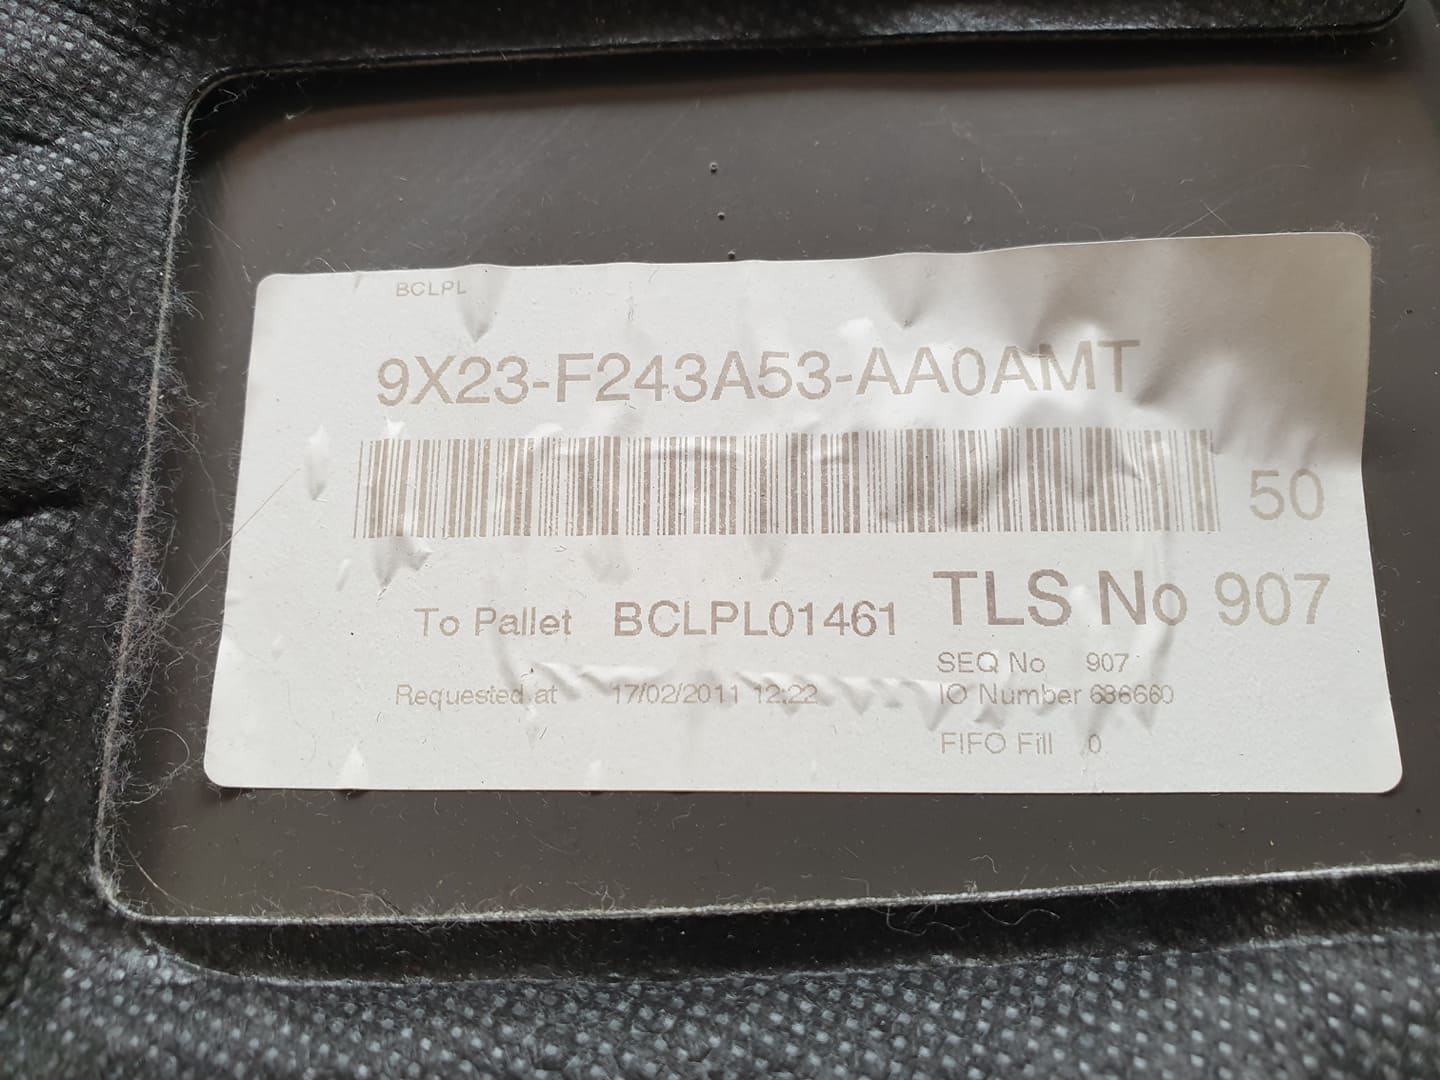 BCLPL
9X23-F243A53-AA0AMT
50
To Pallet BCLPL01461 TLS No 907
SEQ No 907
Requested at 17/02/2011 12:22 IO Number 686660
FIFO Fill 0